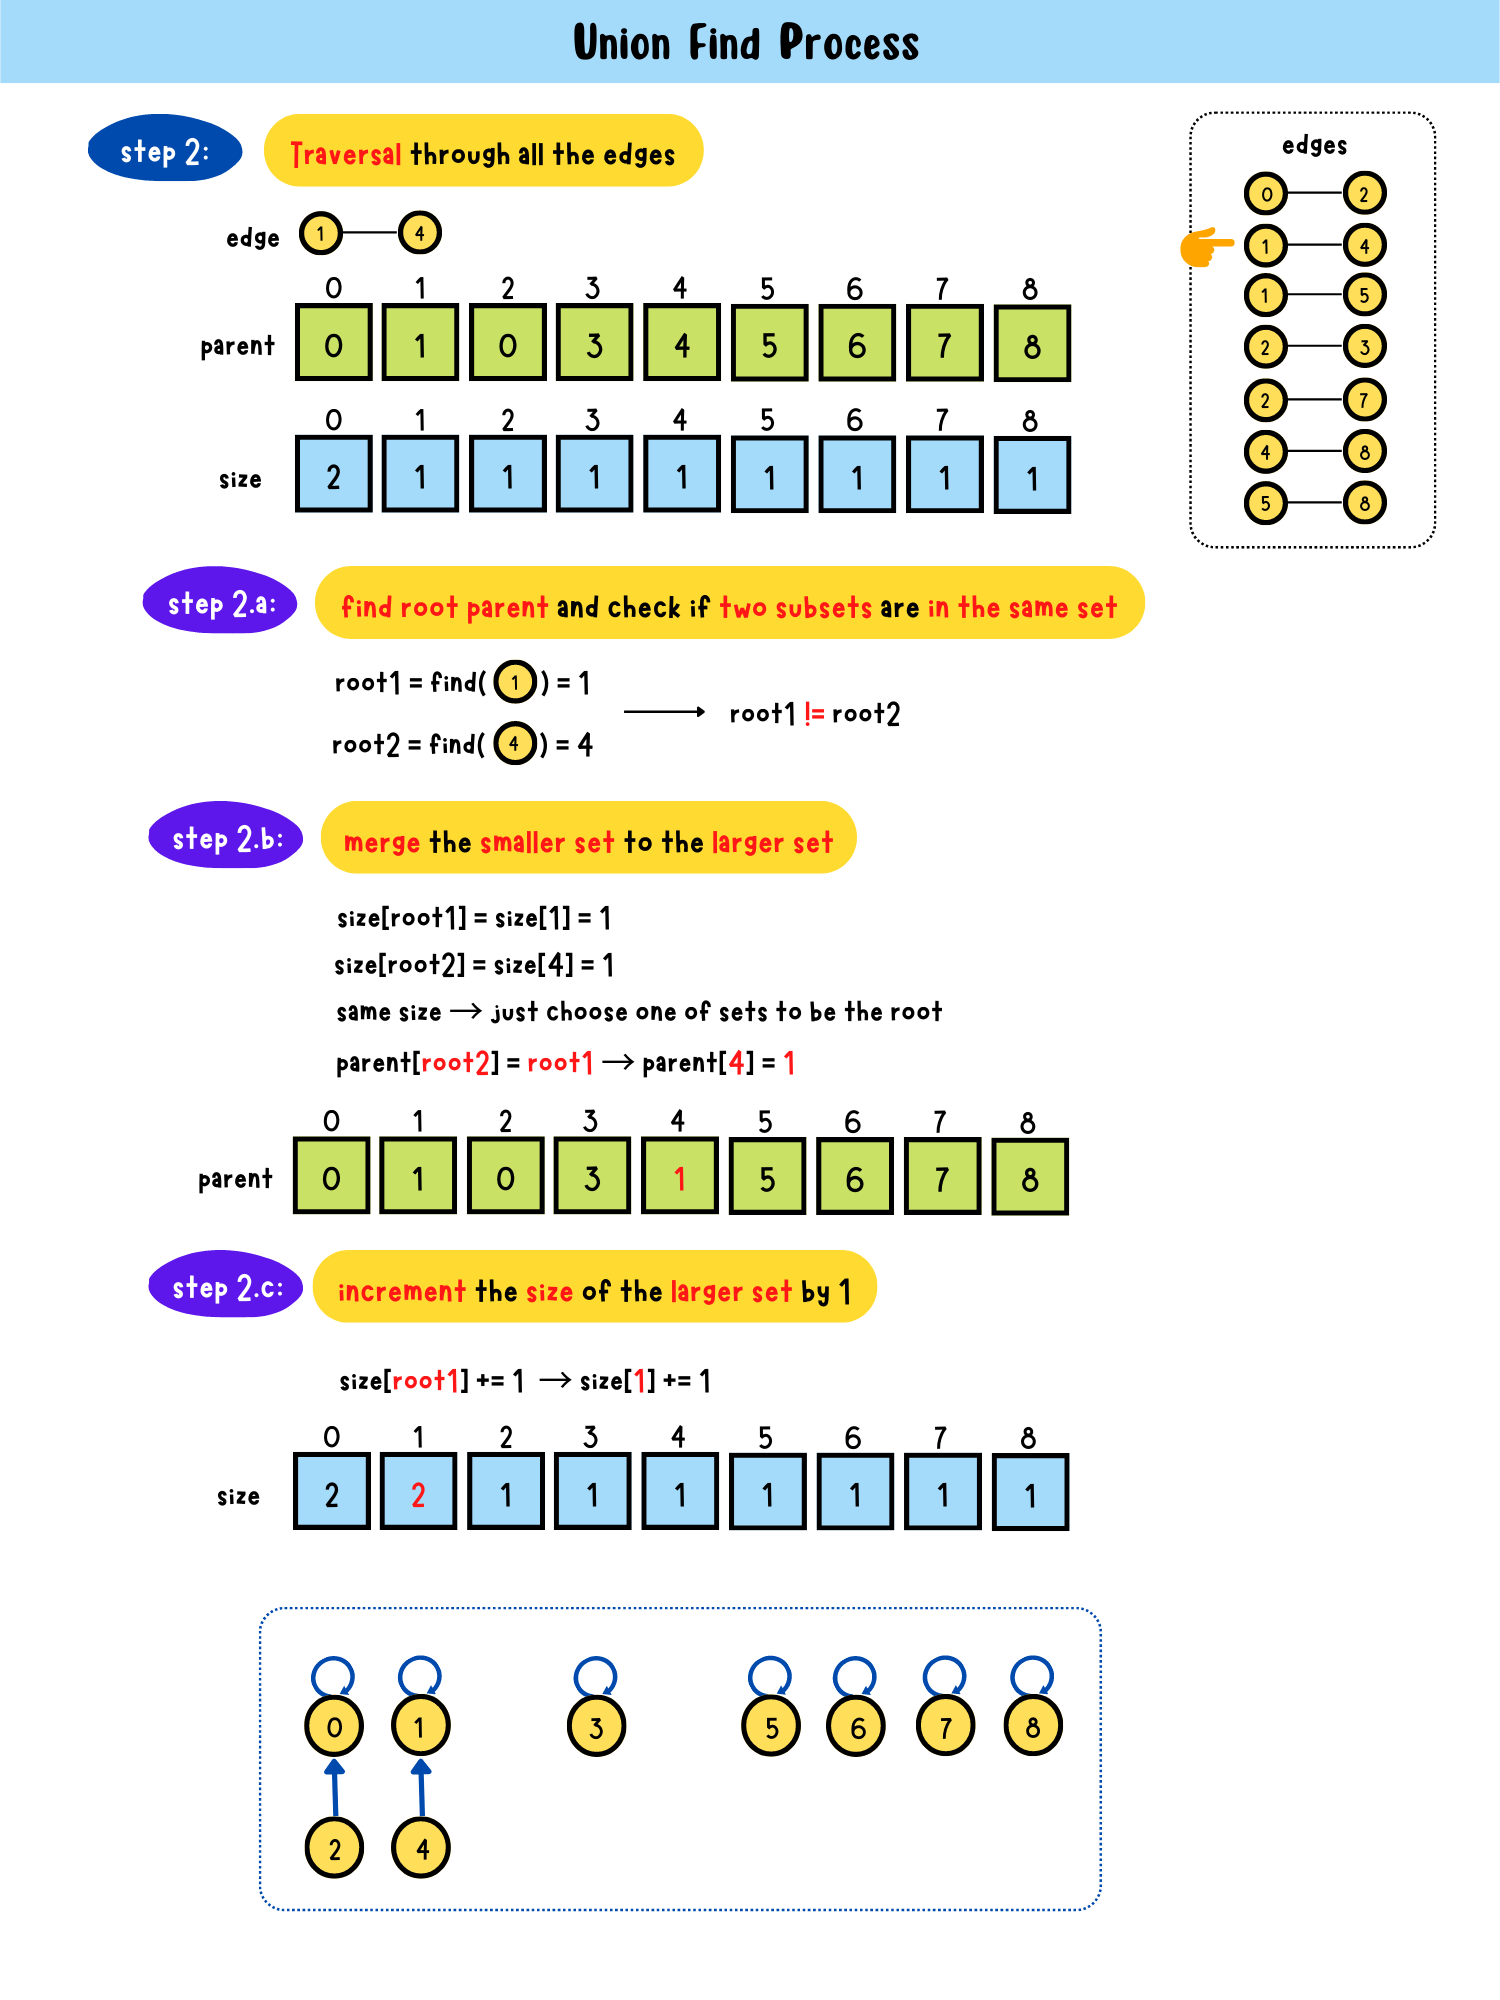 Union Find Process
step 2: Traversal through all the edges
edges
0 2
1 4
1 5
2 3
2 7
4 8
5 8
edge 1 4
0 1 2 3 4 5 6 7 8
parent 0 1 0 3 4 5 6 7 8
0 1 2 3 4 5 6 7 8
size 2 1 1 1 1 1 1 1 1
step 2.a: find root parent and check if two subsets are in the same set
root1 = find( 1 ) = 1
root2 = find( 4 ) = 4
root1 != root2
step 2.b: merge the smaller set to the larger set
size[root1] = size[1] = 1
size[root2] = size[4] = 1
same size → just choose one of sets to be the root
parent[root2] = root1 → parent[4] = 1
0 1 2 3 4 5 6 7 8
parent 0 1 0 3 1 5 6 7 8
step 2.c: increment the size of the larger set by 1
size[root1] += 1 → size[1] += 1
0 1 2 3 4 5 6 7 8
size 2 2 1 1 1 1 1 1 1
0 1 3 5 6 7 8
2 4